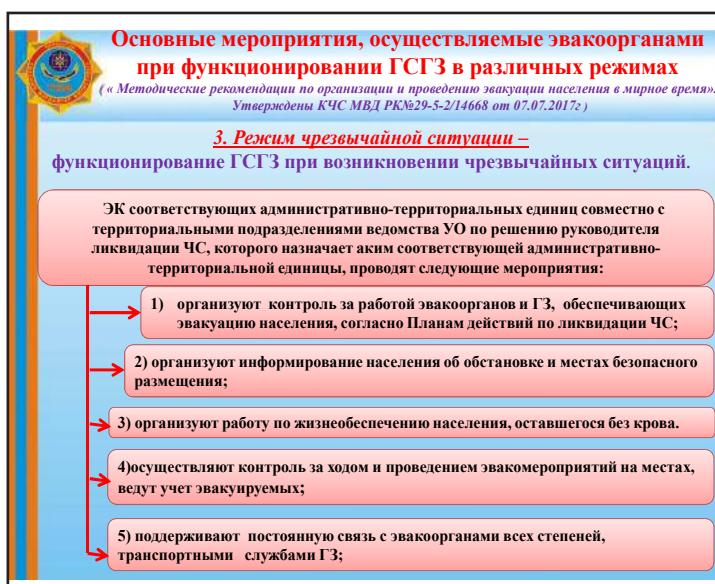 Основные мероприятия, осуществляемые эвакоорганами
при функционировании ГСГЗ в различных режимах
( « Методические рекомендации по организации и проведению эвакуации населения в мирное время».
Утверждены КЧС МВД РК№29-5-2/14668 от 07.07.2017г )
3. Режим чрезвычайной ситуации –
функционирование ГСГЗ при возникновении чрезвычайных ситуаций.
ЭК соответствующих административно-территориальных единиц совместно с
территориальными подразделениями ведомства УО по решению руководителя
ликвидации ЧС, которого назначает аким соответствующей административно-
территориальной единицы, проводят следующие мероприятия:
1) организуют контроль за работой эвакоорганов и ГЗ, обеспечивающих
эвакуацию населения, согласно Планам действий по ликвидации ЧС;
2) организуют информирование населения об обстановке и местах безопасного
размещения;
3) организуют работу по жизнеобеспечению населения, оставшегося без крова.
4)осуществляют контроль за ходом и проведением эвакомероприятий на местах,
ведут учет эвакуируемых;
5) поддерживают постоянную связь с эвакоорганами всех степеней,
транспортными службами ГЗ;